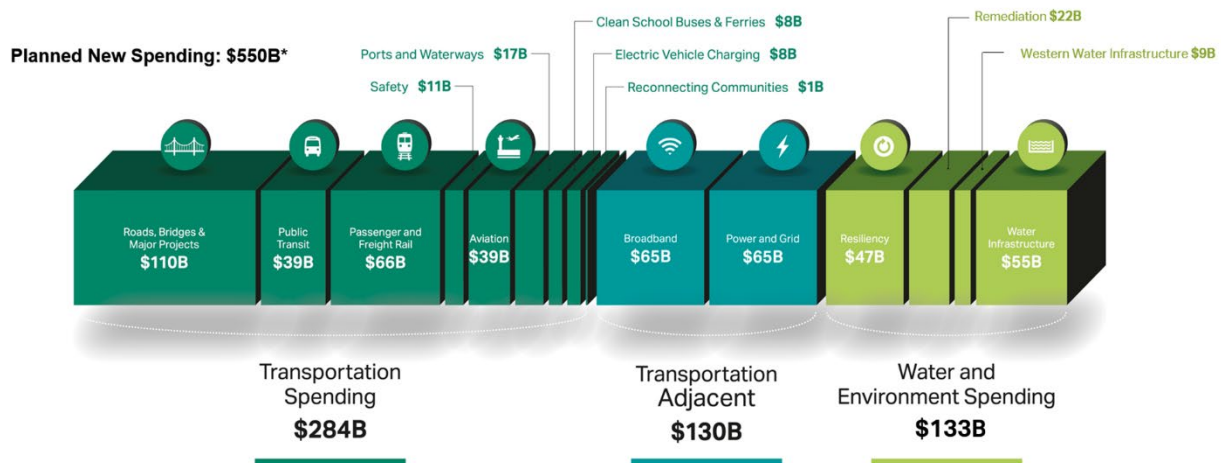 Planned New Spending: $550B*
Clean School Buses & Ferries $8B
Ports and Waterways $17B
Electric Vehicle Charging $8B
Safety $11B
Reconnecting Communities $1B
Remediation $22B
Western Water Infrastructure $9B
Roads, Bridges &
Major Projects
$110B
Public
Transit
$39B
Passenger and
Freight Rail
$66B
Aviation
$39B
Broadband
$65B
Power and Grid
$65B
Resiliency
$47B
Water
Infrastructure
$55B
Transportation
Spending
$284B
Transportation
Adjacent
$130B
Water and
Environment Spending
$133B